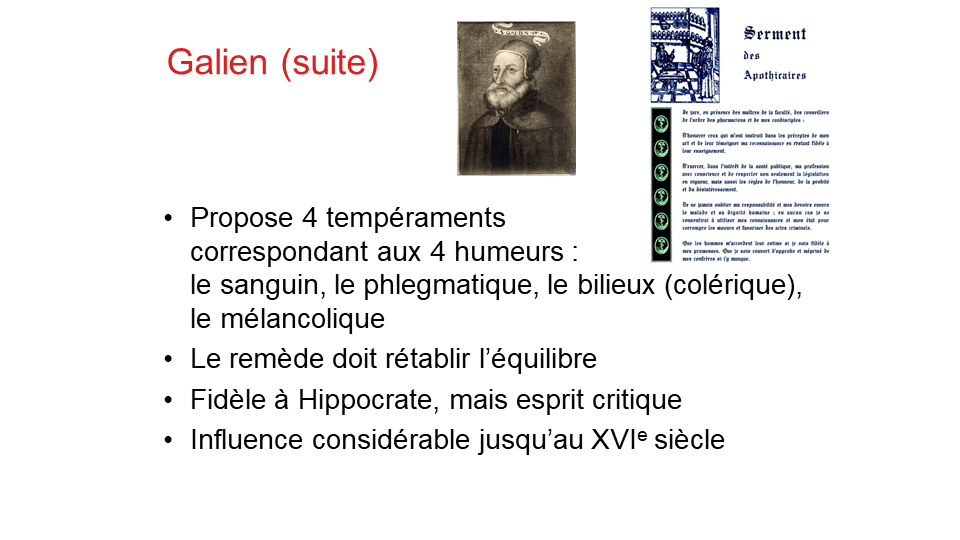 Galien (suite)
Serment
des
Apothicaires
Je jure, en présence des maîtres de la faculté, des conseillers
de l'ordre des pharmaciens et de mes condisciples :
D'honorer ceux qui m'ont instruit dans les préceptes de mon
art et de leur témoigner ma reconnaissance en restant fidèle à
leur enseignement.
D'exercer, dans l'intérêt de la santé publique, ma profession
avec conscience et de respecter non seulement la législation
en vigueur, mais aussi les règles de l'honneur, de la probité
et du désintéressement.
De ne jamais oublier ma responsabilité et mes devoirs envers
le malade et sa dignité humaine ; en aucun cas je ne
consentirai à utiliser mes connaissances et mon état pour
corrompre les moeurs et favoriser des actes criminels.
Que les hommes m'accordent leur estime si je suis fidèle à
mes promesses. Que je sois couvert d'opprobre et méprisé de
mes confrères si j'y manque.
• Propose 4 tempéraments
correspondant aux 4 humeurs :
le sanguin, le phlegmatique, le bilieux (colérique),
le mélancolique
• Le remède doit rétablir l’équilibre
• Fidèle à Hippocrate, mais esprit critique
• Influence considérable jusqu’au XVIe siècle